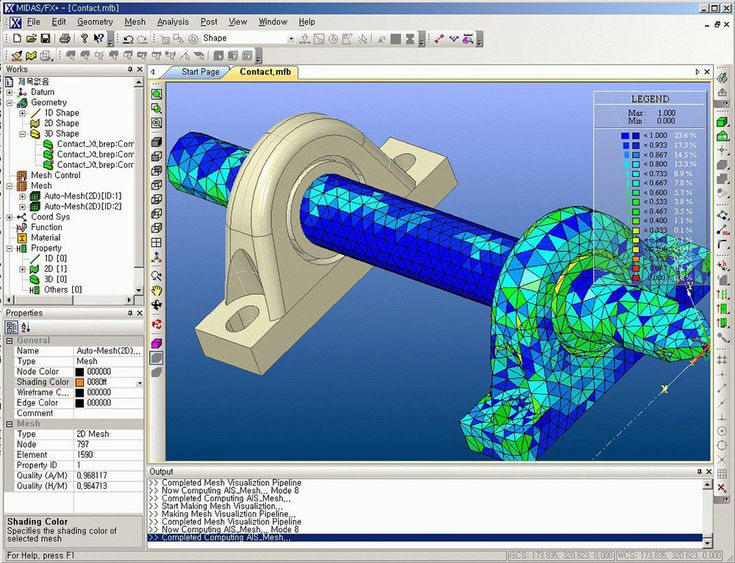 MIDAS/FX+ - [Contact.mfb]
File Edit Geometry Mesh Analysis Post View Window Help
Shape
Works
Start Page Contact.mfb
제목없음
Datum
Geometry
1D Shape
2D Shape
3D Shape
Contact_Xt,brep:Com
Contact_Xt,brep:Com
Contact_Xt,brep:Com
Mesh Control
Mesh
Auto-Mesh(2D)[ID:1]
Auto-Mesh(2D)[ID:2]
Coord Sys
Function
Material
Property
1D [0]
2D [1]
3D [0]
Others [0]
LEGEND
Max : 1.000
Min : 0.000
< 1.000 23.6 %
< 0.933 17.3 %
< 0.867 14.5 %
< 0.800 13.3 %
< 0.733 8.9 %
< 0.667 7.8 %
< 0.600 5.7 %
< 0.533 3.8 %
< 0.467 3.5 %
< 0.400 1.1 %
< 0.333 0.1 %
X
Properties
General
Name Auto-Mesh(2D)...
Type Mesh
Node Color 000000
Shading Color 0080ff
Wireframe C... 000000
Edge Color 000000
Comment
Mesh
Type 2D Mesh
Node 797
Element 1590
Property ID 1
Quality (A/M) 0,968117
Quality (H/M) 0,964713
Shading Color
Specifies the shading color of
selected mesh
Output
>> Completed Mesh Visualiztion Pipeline
>> Now Computing AIS_Mesh,,, Mode 8
>> Completed Computing AIS_Mesh,,,
>> Start Making Mesh Visualiztion,,,
>> Making Mesh Visualiztion Pipeline,,,
>> Completed Mesh Visualiztion Pipeline
>> Now Computing AIS_Mesh,,, Mode 8
>> Completed Computing AIS_Mesh,,,
For Help, press F1
[GCS: 173,835, 320,623, 0,000][WCS: 173,835, 320,623, 0,000]